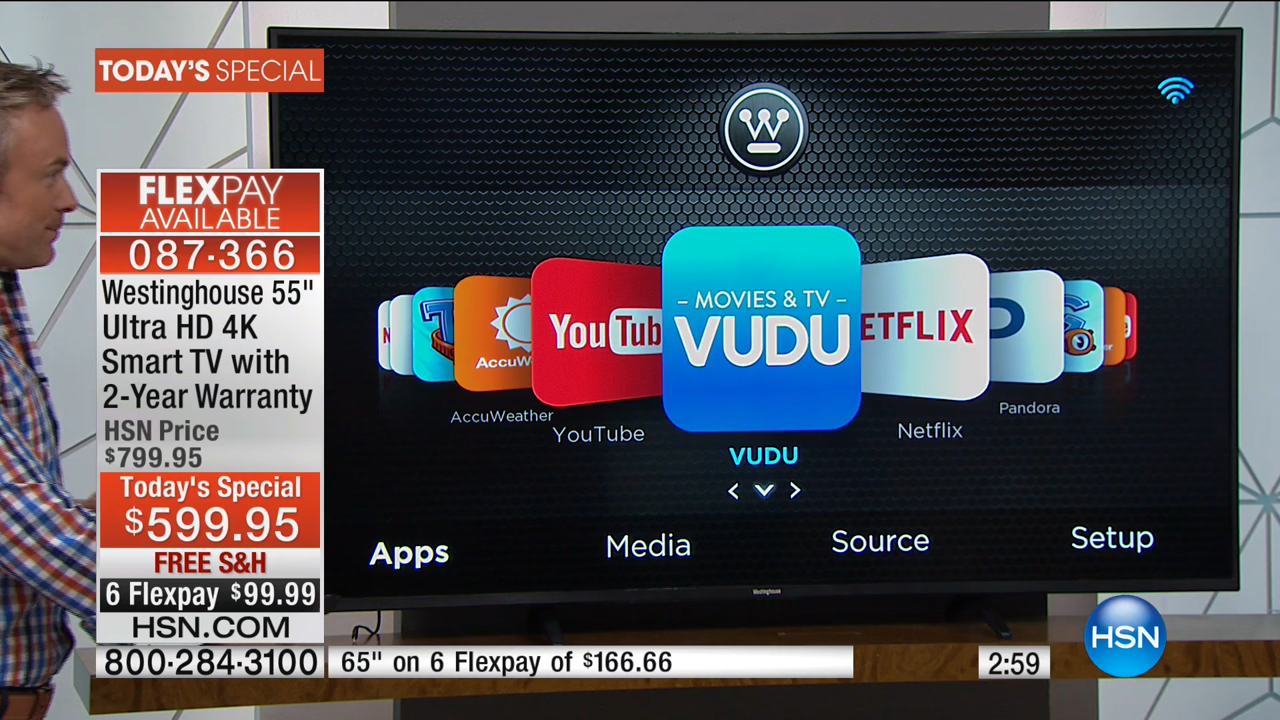 TODAY'S SPECIAL
FLEXPAY
AVAILABLE
087-366
Westinghouse 55"
Ultra HD 4K
Smart TV with
2-Year Warranty
HSN Price
$799.95
Today's Special
$599.95
FREE S&H
6 Flexpay $99.99
HSN.COM
800-284-3100
65" on 6 Flexpay of $166.66
2:59
HSN
W
N
AccuW
YouTub
- MOVIES & TV -
VUDU
ETFLIX
AccuWeather
YouTube
VUDU
Netflix
Pandora
Apps
Media
Source
Setup
Westinghouse